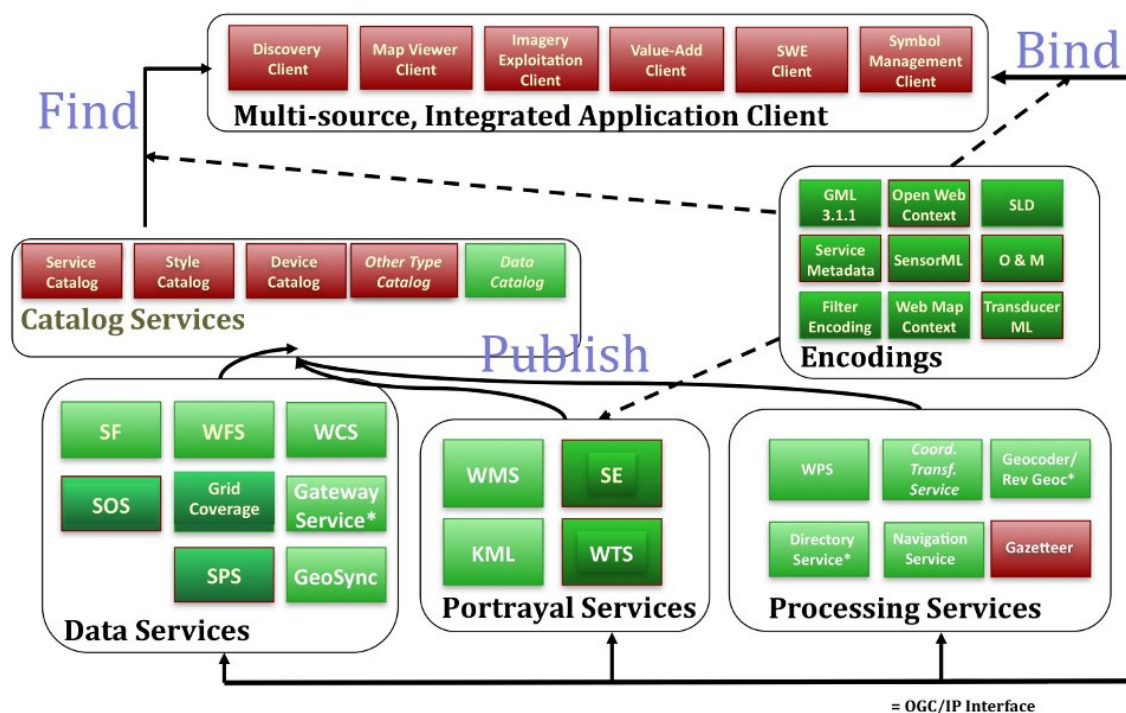 Discovery
Client
Map Viewer
Client
Imagery
Exploitation
Client
Value-Add
Client
SWE
Client
Symbol
Management
Client
Multi-source, Integrated Application Client
Bind
Find
GML
3.1.1
Open Web
Context
SLD
Service
Metadata
SensorML
O & M
Filter
Encoding
Web Map
Context
Transducer
ML
Encodings
Service
Catalog
Style
Catalog
Device
Catalog
Other Type
Catalog
Data
Catalog
Catalog Services
Publish
SF
WFS
WCS
SOS
Grid
Coverage
Gateway
Service*
SPS
GeoSync
Data Services
WMS
SE
KML
WTS
Portrayal Services
WPS
Coord.
Transf.
Service
Geocoder/
Rev Geoc*
Directory
Service*
Navigation
Service
Gazetteer
Processing Services
= OGC/IP Interface